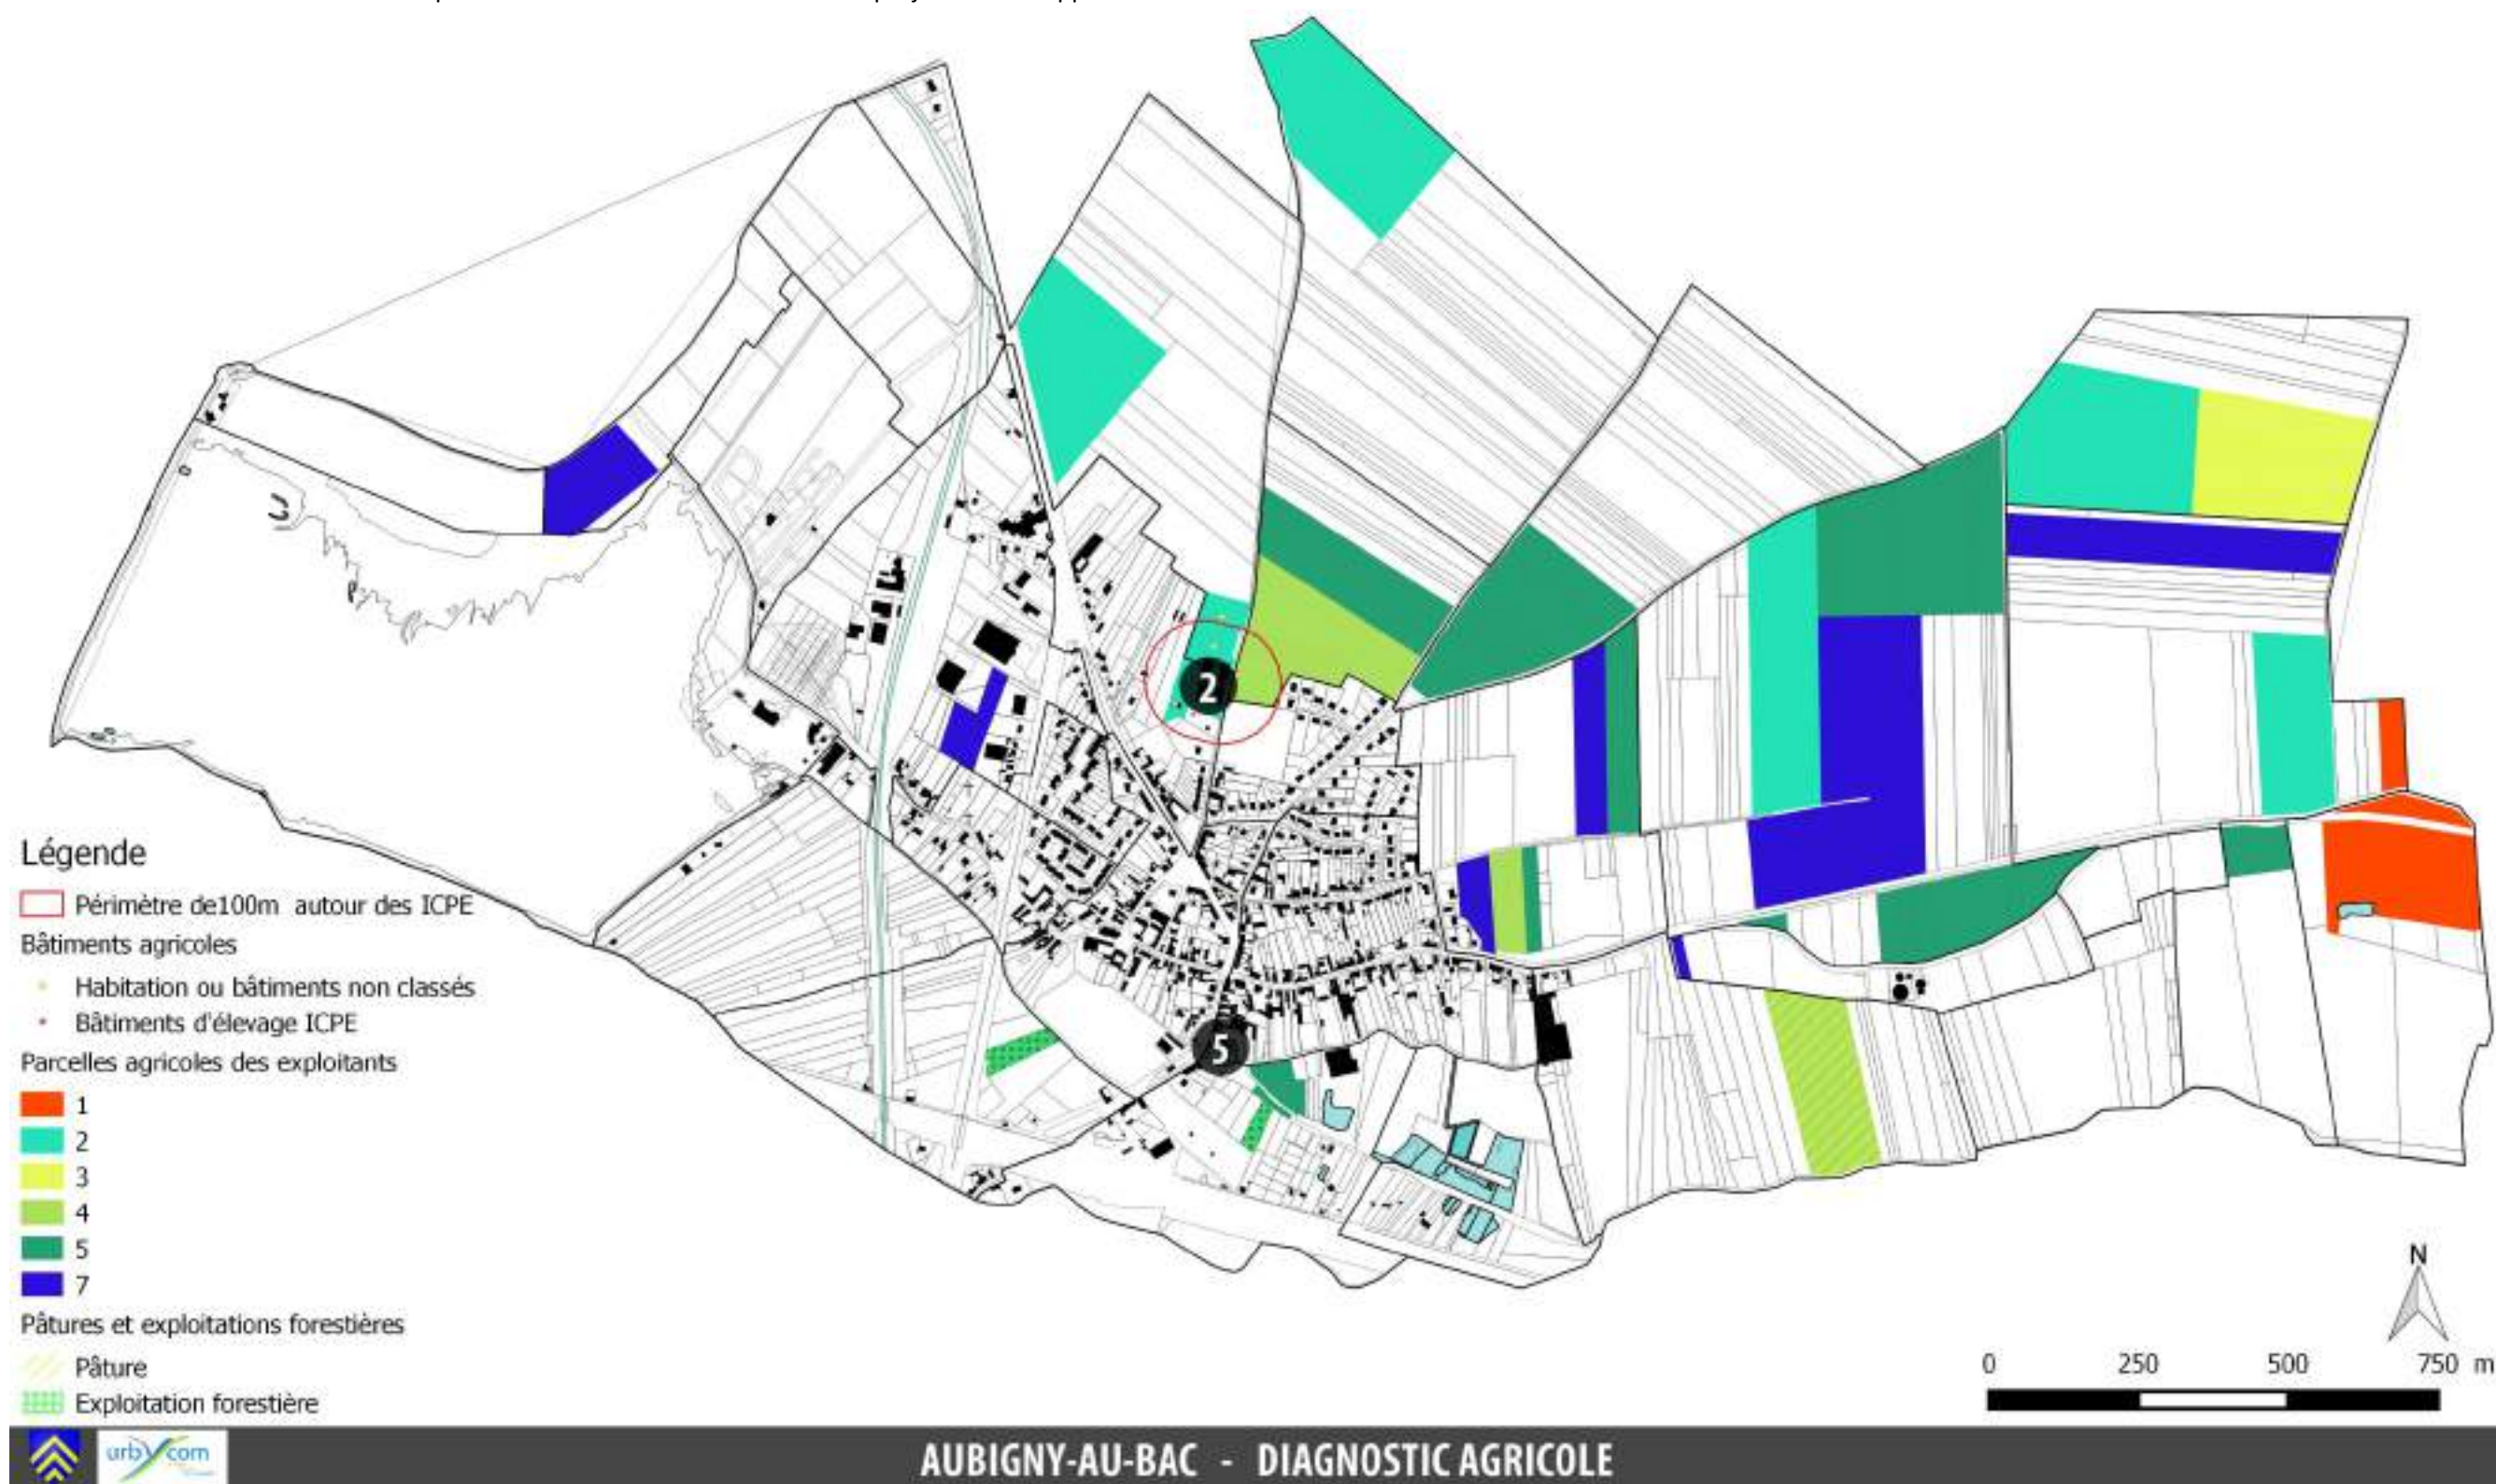 2
5
Légende
Périmètre de100m autour des ICPE
Bâtiments agricoles
Habitation ou bâtiments non classés
Bâtiments d'élevage ICPE
Parcelles agricoles des exploitants
1
2
3
4
5
7
Pâtures et exploitations forestières
Pâture
Exploitation forestière
N
0 250 500 750 m
urbycom
AUBIGNY-AU-BAC - DIAGNOSTIC AGRICOLE